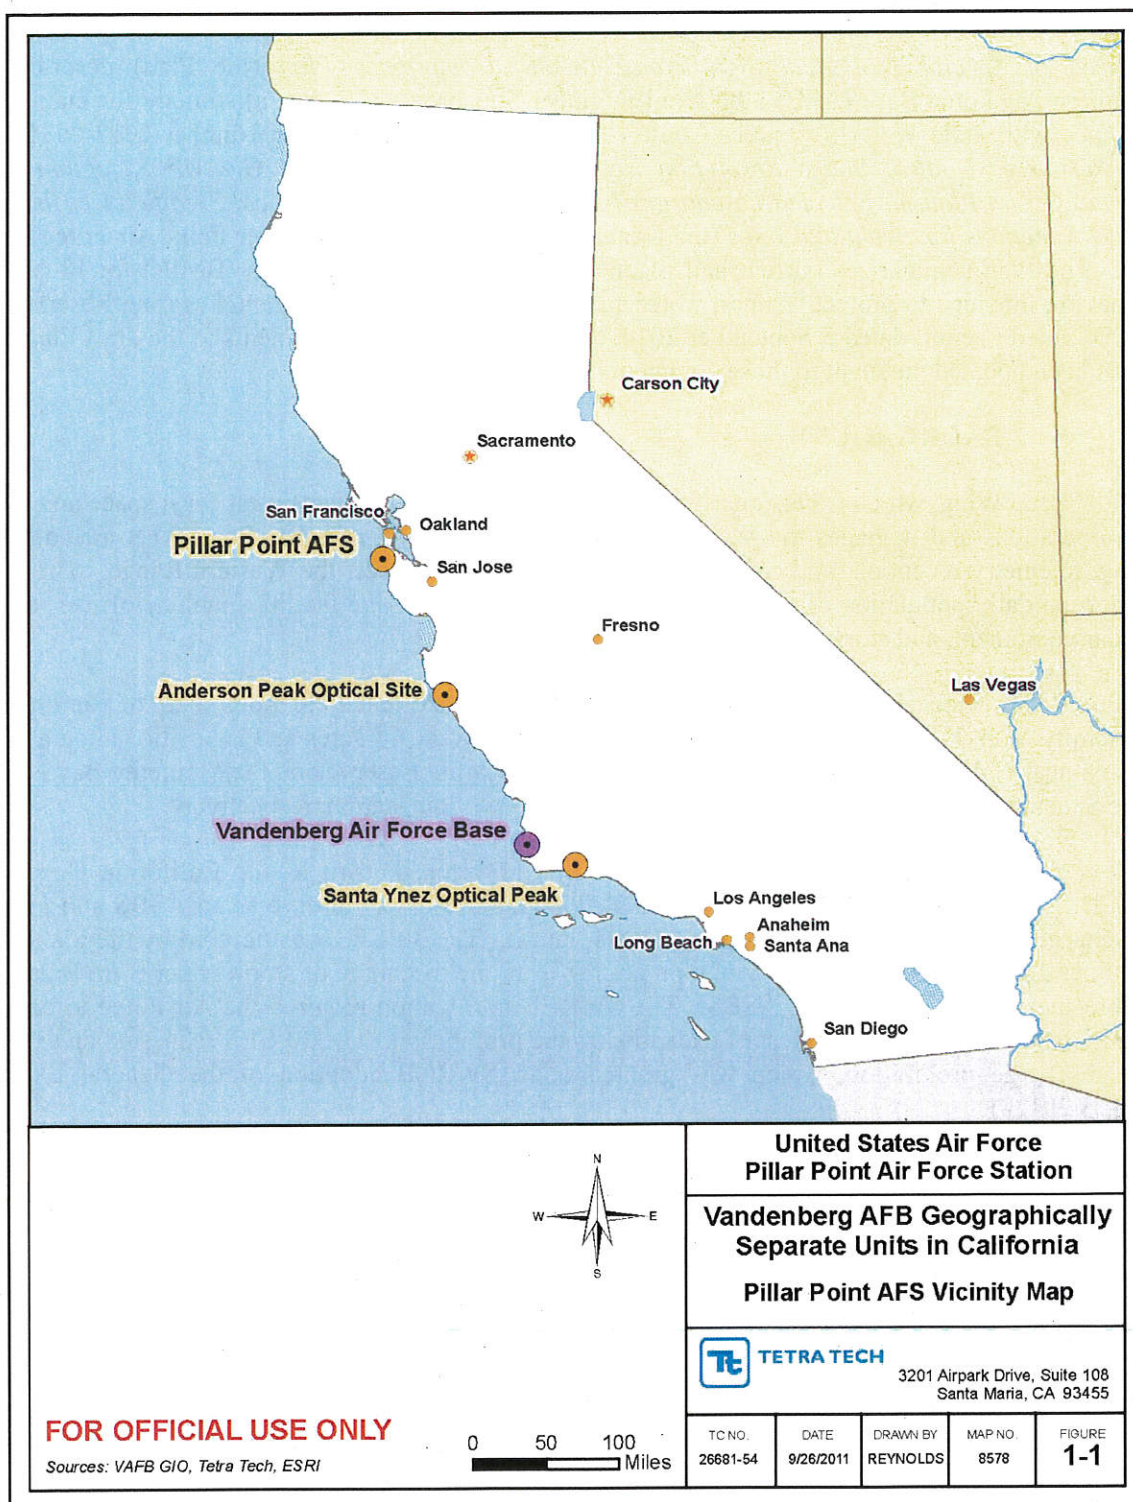 Carson City
Sacramento
San Francisco
Oakland
Pillar Point AFS
San Jose
Fresno
Anderson Peak Optical Site
Las Vegas
Vandenberg Air Force Base
Santa Ynez Optical Peak
Los Angeles
Anaheim
Long Beach
Santa Ana
San Diego
N
W E
S
United States Air Force
Pillar Point Air Force Station
Vandenberg AFB Geographically
Separate Units in California
Pillar Point AFS Vicinity Map
Tt TETRA TECH
3201 Airpark Drive, Suite 108
Santa Maria, CA 93455
FOR OFFICIAL USE ONLY
Sources: VAFB GIO, Tetra Tech, ESRI
0 50 100
Miles
TC NO.
26681-54
DATE
9/26/2011
DRAWN BY
REYNOLDS
MAP NO.
8578
FIGURE
1-1